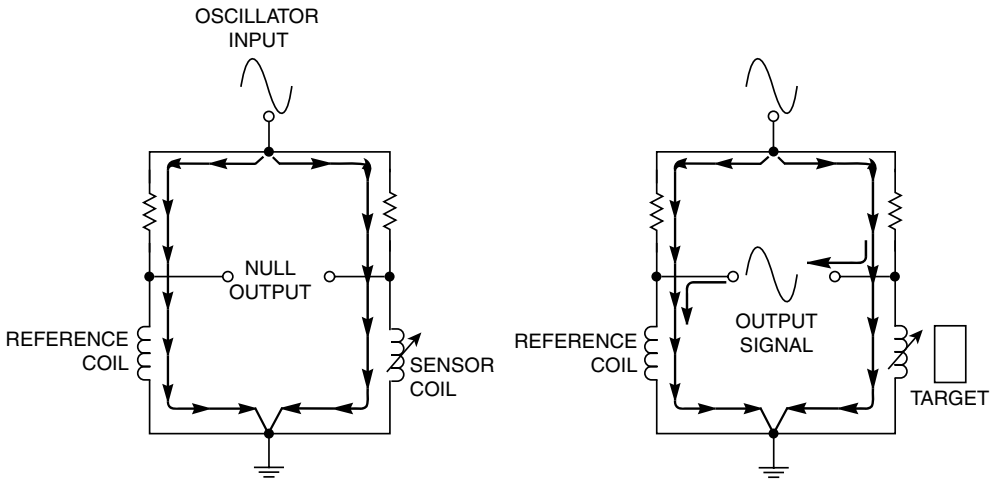 OSCILLATOR
INPUT
NULL
OUTPUT
REFERENCE
COIL
SENSOR
COIL
OUTPUT
SIGNAL
REFERENCE
COIL
TARGET